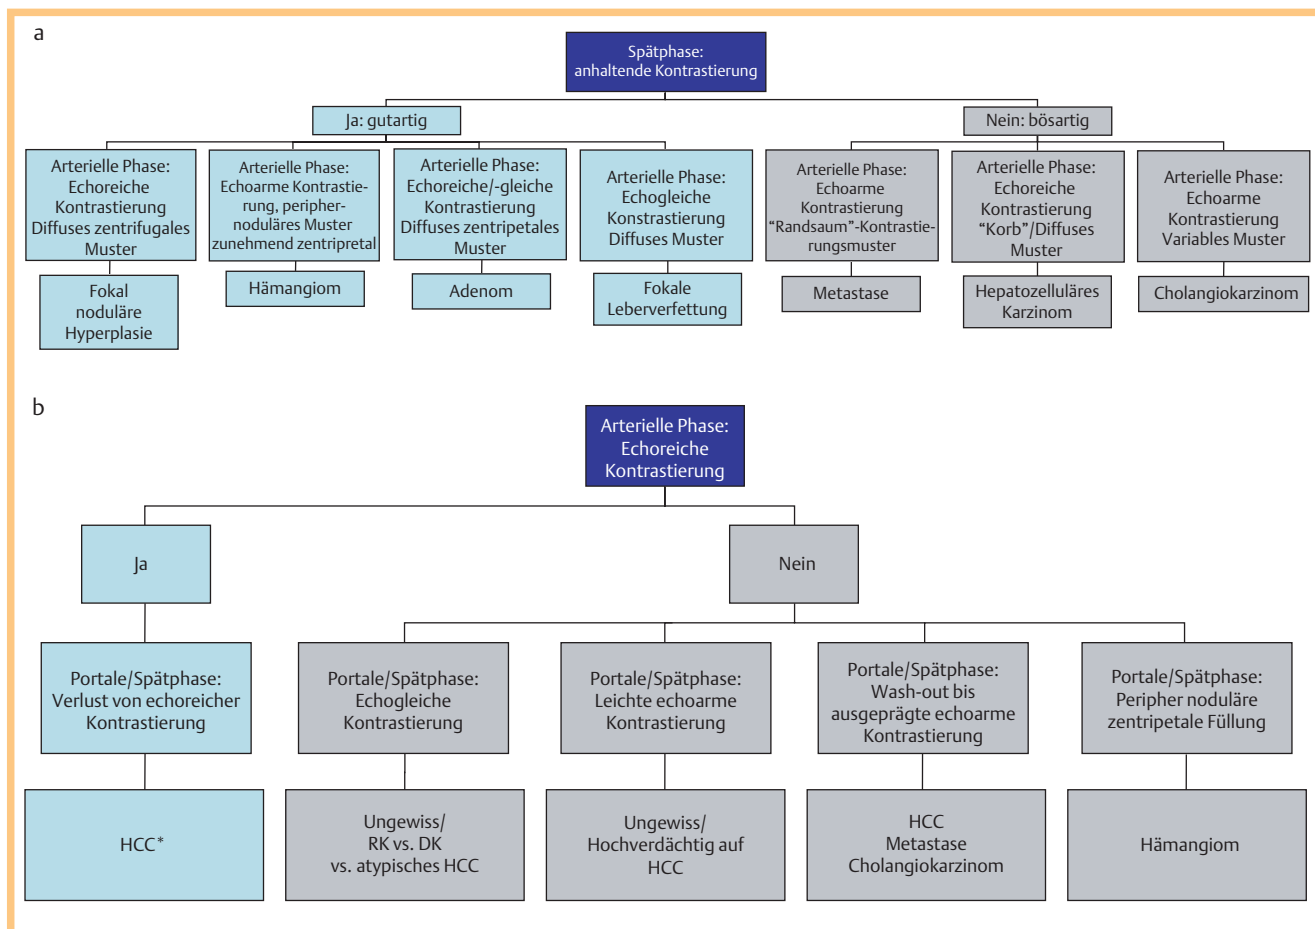 a
Spätphase:
anhaltende Kontrastierung
Ja: gutartig
Nein: bösartig
Arterielle Phase:
Echoreiche
Kontrastierung
Diffuses zentrifugales
Muster
Arterielle Phase:
Echoarme Kontrastie-
rung, peripher-
noduläres Muster
zunehmend zentripretal
Arterielle Phase:
Echoreiche/-gleiche
Kontrastierung
Diffuses zentripetales
Muster
Arterielle Phase:
Echogleiche
Konstrastierung
Diffuses Muster
Arterielle Phase:
Echoarme
Kontrastierung
"Randsaum"-Kontrastie-
rungsmuster
Arterielle Phase:
Echoreiche
Kontrastierung
"Korb"/Diffuses
Muster
Arterielle Phase:
Echoarme
Kontrastierung
Variables Muster
Fokal
noduläre
Hyperplasie
Hämangiom
Adenom
Fokale
Leberverfettung
Metastase
Hepatozelluläres
Karzinom
Cholangiokarzinom
b
Arterielle Phase:
Echoreiche
Kontrastierung
Ja
Nein
Portale/Spätphase:
Verlust von echoreicher
Kontrastierung
Portale/Spätphase:
Echogleiche
Kontrastierung
Portale/Spätphase:
Leichte echoarme
Kontrastierung
Portale/Spätphase:
Wash-out bis
ausgeprägte echoarme
Kontrastierung
Portale/Spätphase:
Peripher noduläre
zentripetale Füllung
HCC*
Ungewiss/
RK vs. DK
vs. atypisches HCC
Ungewiss/
Hochverdächtig auf
HCC
HCC
Metastase
Cholangiokarzinom
Hämangiom